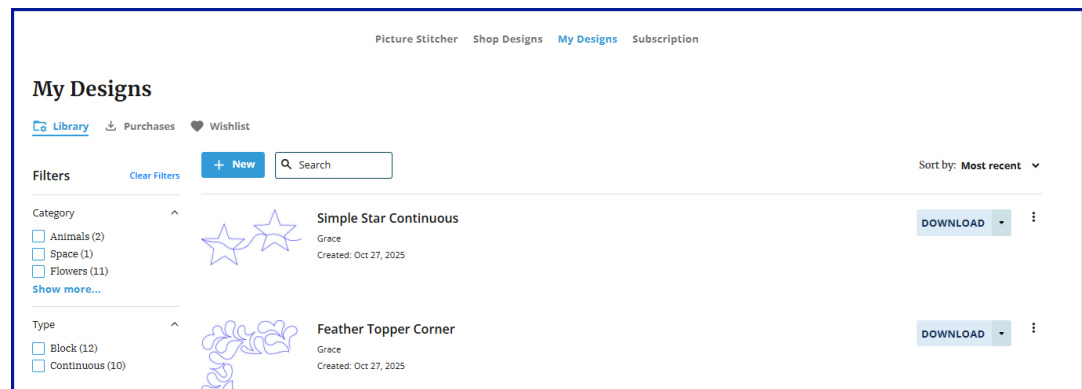 Picture Stitcher Shop Designs My Designs Subscription
My Designs
Library Purchases Wishlist
Filters Clear Filters
+ New Search Sort by: Most recent
Category
Animals (2)
Space (1)
Flowers (11)
Show more...
Type
Block (12)
Continuous (10)
Simple Star Continuous
Grace
Created: Oct 27, 2025
DOWNLOAD
Feather Topper Corner
Grace
Created: Oct 27, 2025
DOWNLOAD